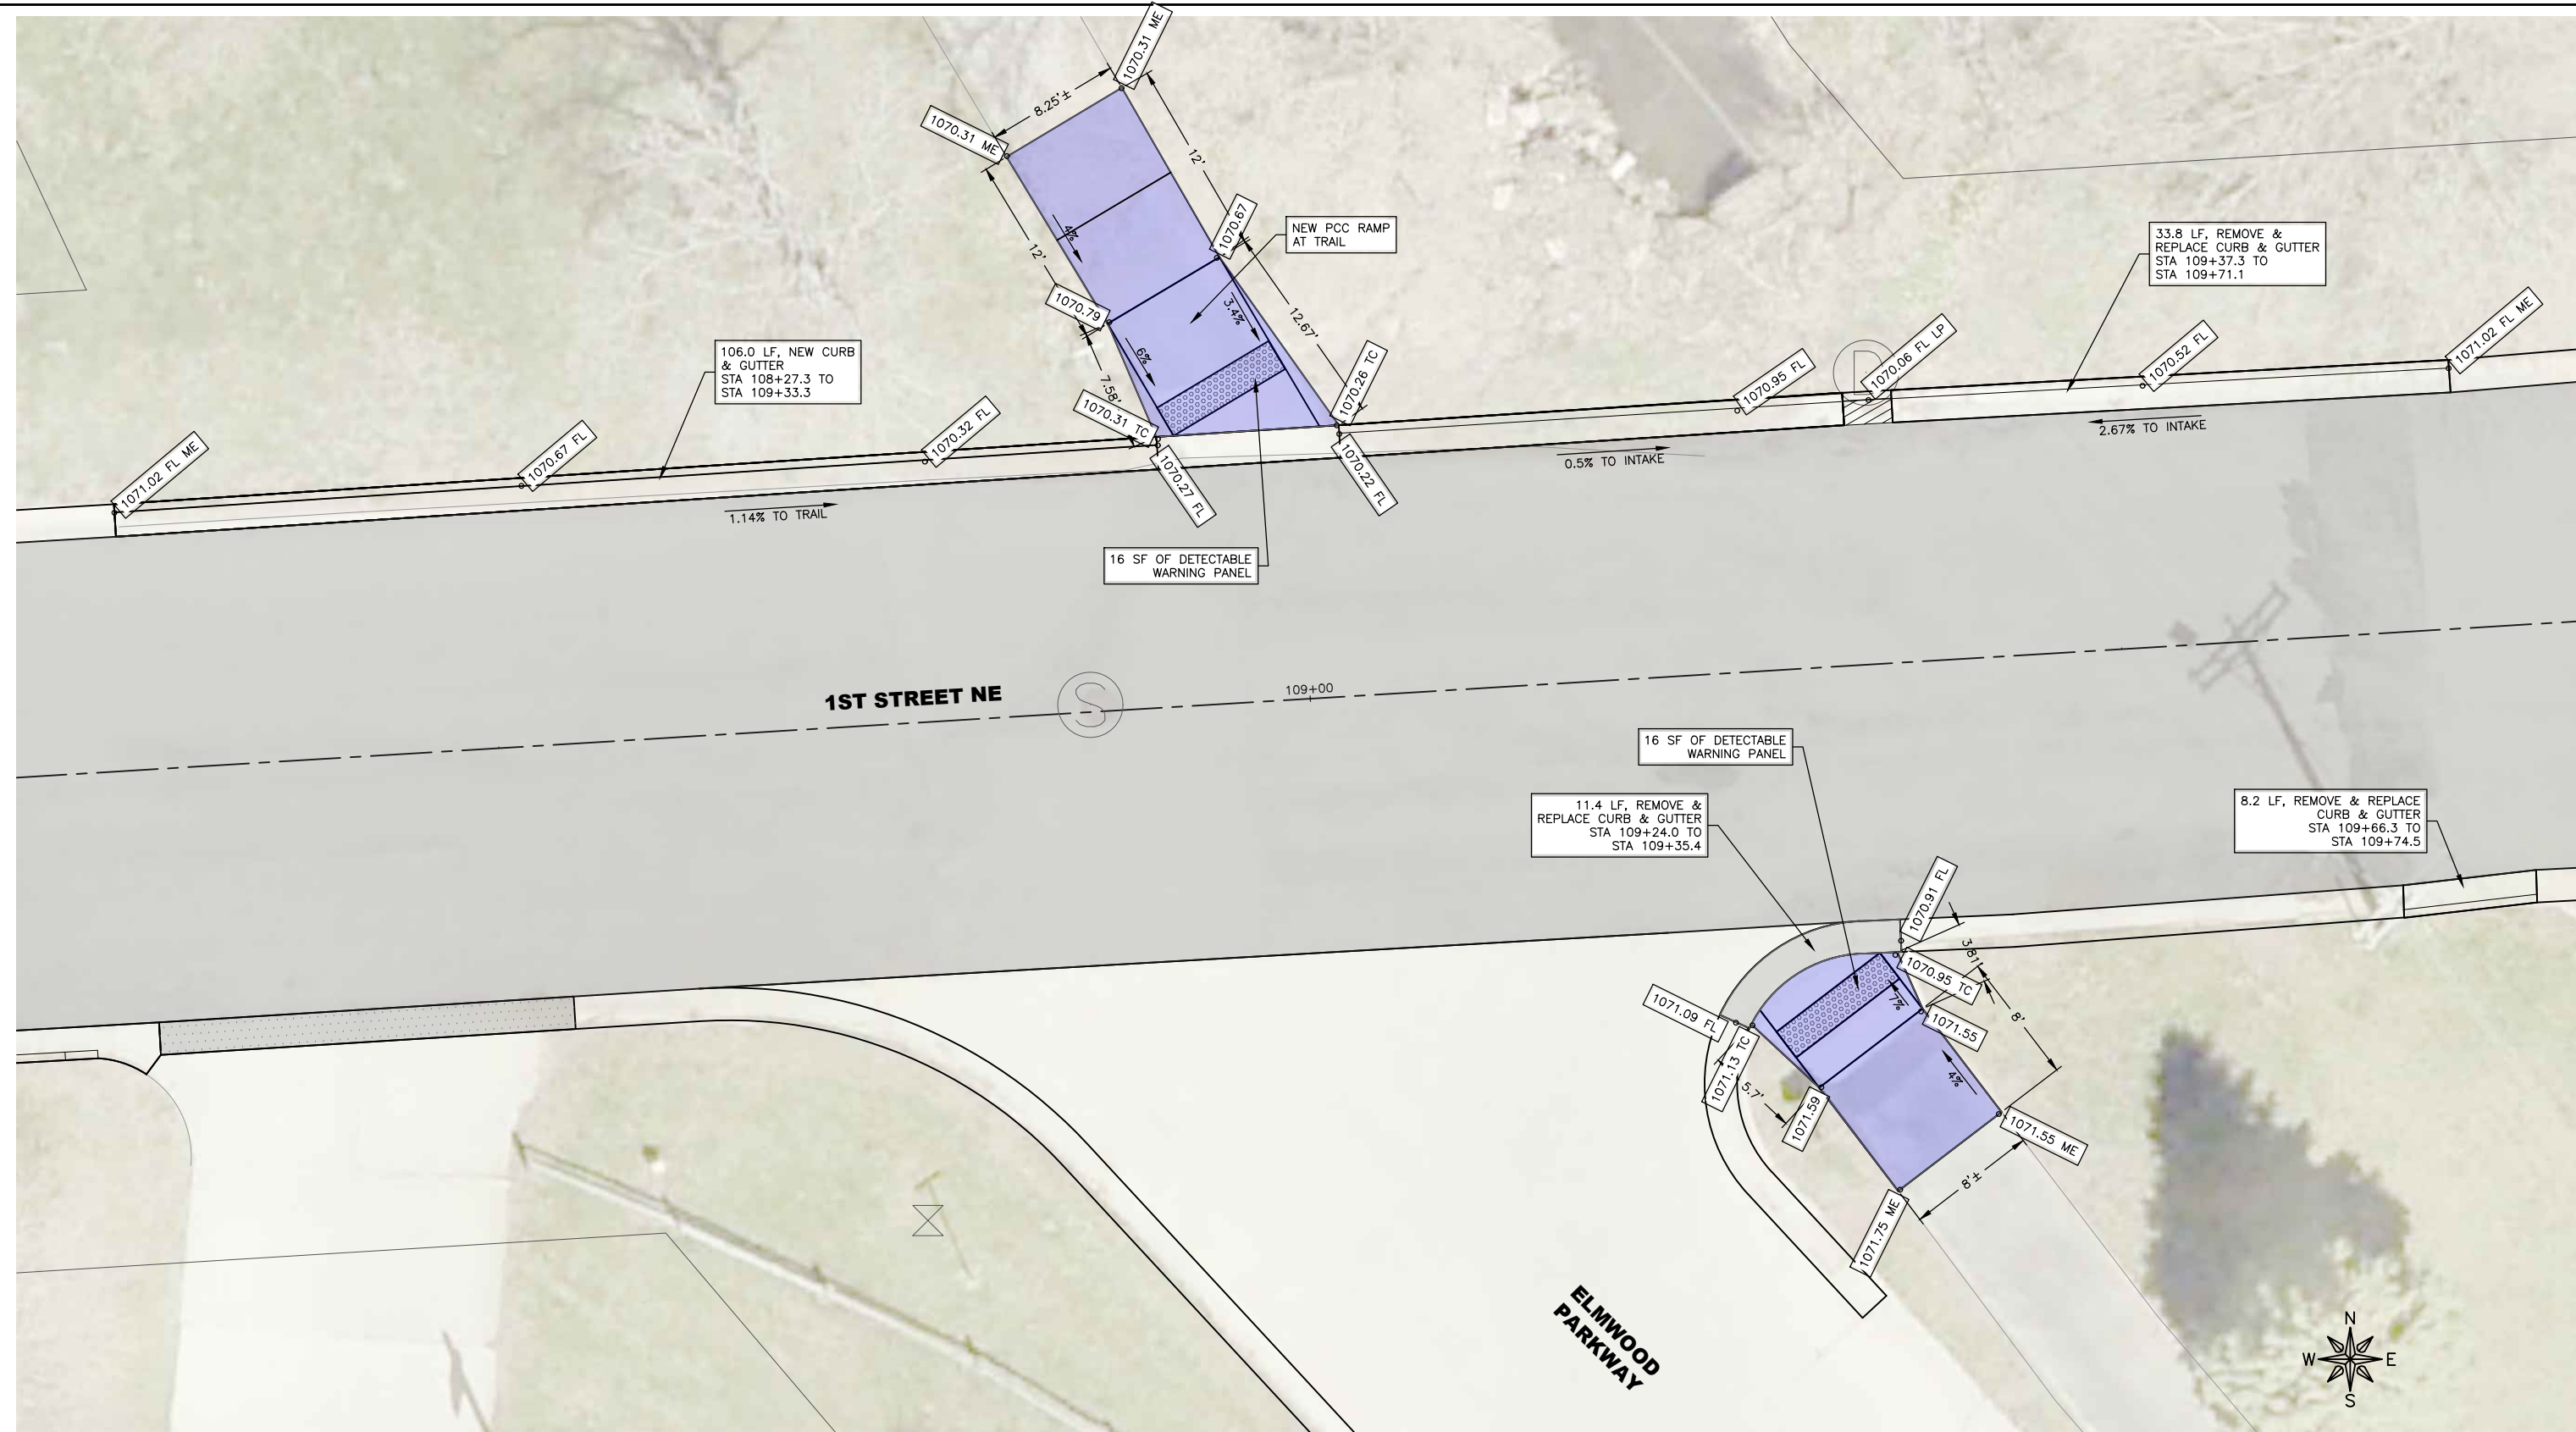 1070.31 ME
8.25'±
1070.31 ME
12'
1070.67
NEW PCC RAMP
AT TRAIL
33.8 LF, REMOVE &
REPLACE CURB & GUTTER
STA 109+37.3 TO
STA 109+71.1
4%
12'
1070.79
3.4%
12.67'
6%
7.58'
106.0 LF, NEW CURB
& GUTTER
STA 108+27.3 TO
STA 109+33.3
1070.26 TC
1070.95 FL
D
1070.06 FL LP
1070.52 FL
1071.02 FL ME
1070.31 TC
1070.32 FL
1070.67 FL
1071.02 FL ME
1070.27 FL
1070.22 FL
2.67% TO INTAKE
0.5% TO INTAKE
1.14% TO TRAIL
16 SF OF DETECTABLE
WARNING PANEL
1ST STREET NE
S
109+00
16 SF OF DETECTABLE
WARNING PANEL
11.4 LF, REMOVE &
REPLACE CURB & GUTTER
STA 109+24.0 TO
STA 109+35.4
8.2 LF, REMOVE & REPLACE
CURB & GUTTER
STA 109+66.3 TO
STA 109+74.5
1070.91 FL
3.81'
1070.95 TC
7%
1071.09 FL
1071.13 TC
1071.55
8'
5.7'
1071.59
4%
1071.55 ME
8'±
1071.75 ME
ELMWOOD
PARKWAY
N
W
E
S